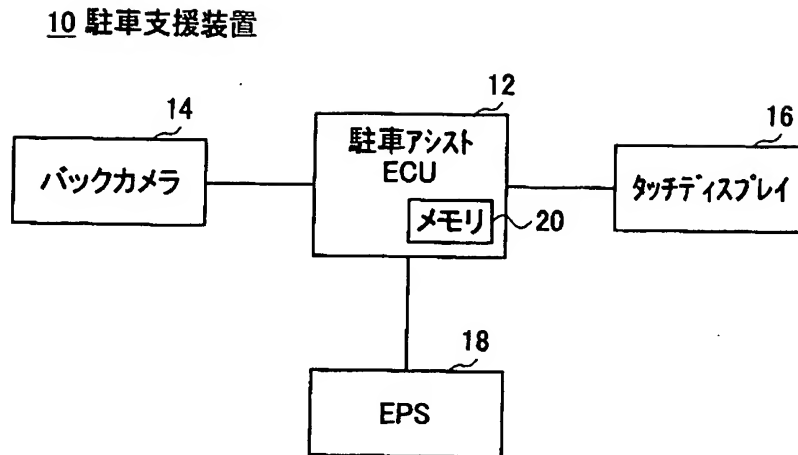 10 駐車支援装置
14
バックカメラ
12
駐車アシスト
ECU
メモリ
20
16
タッチディスプレイ
18
EPS